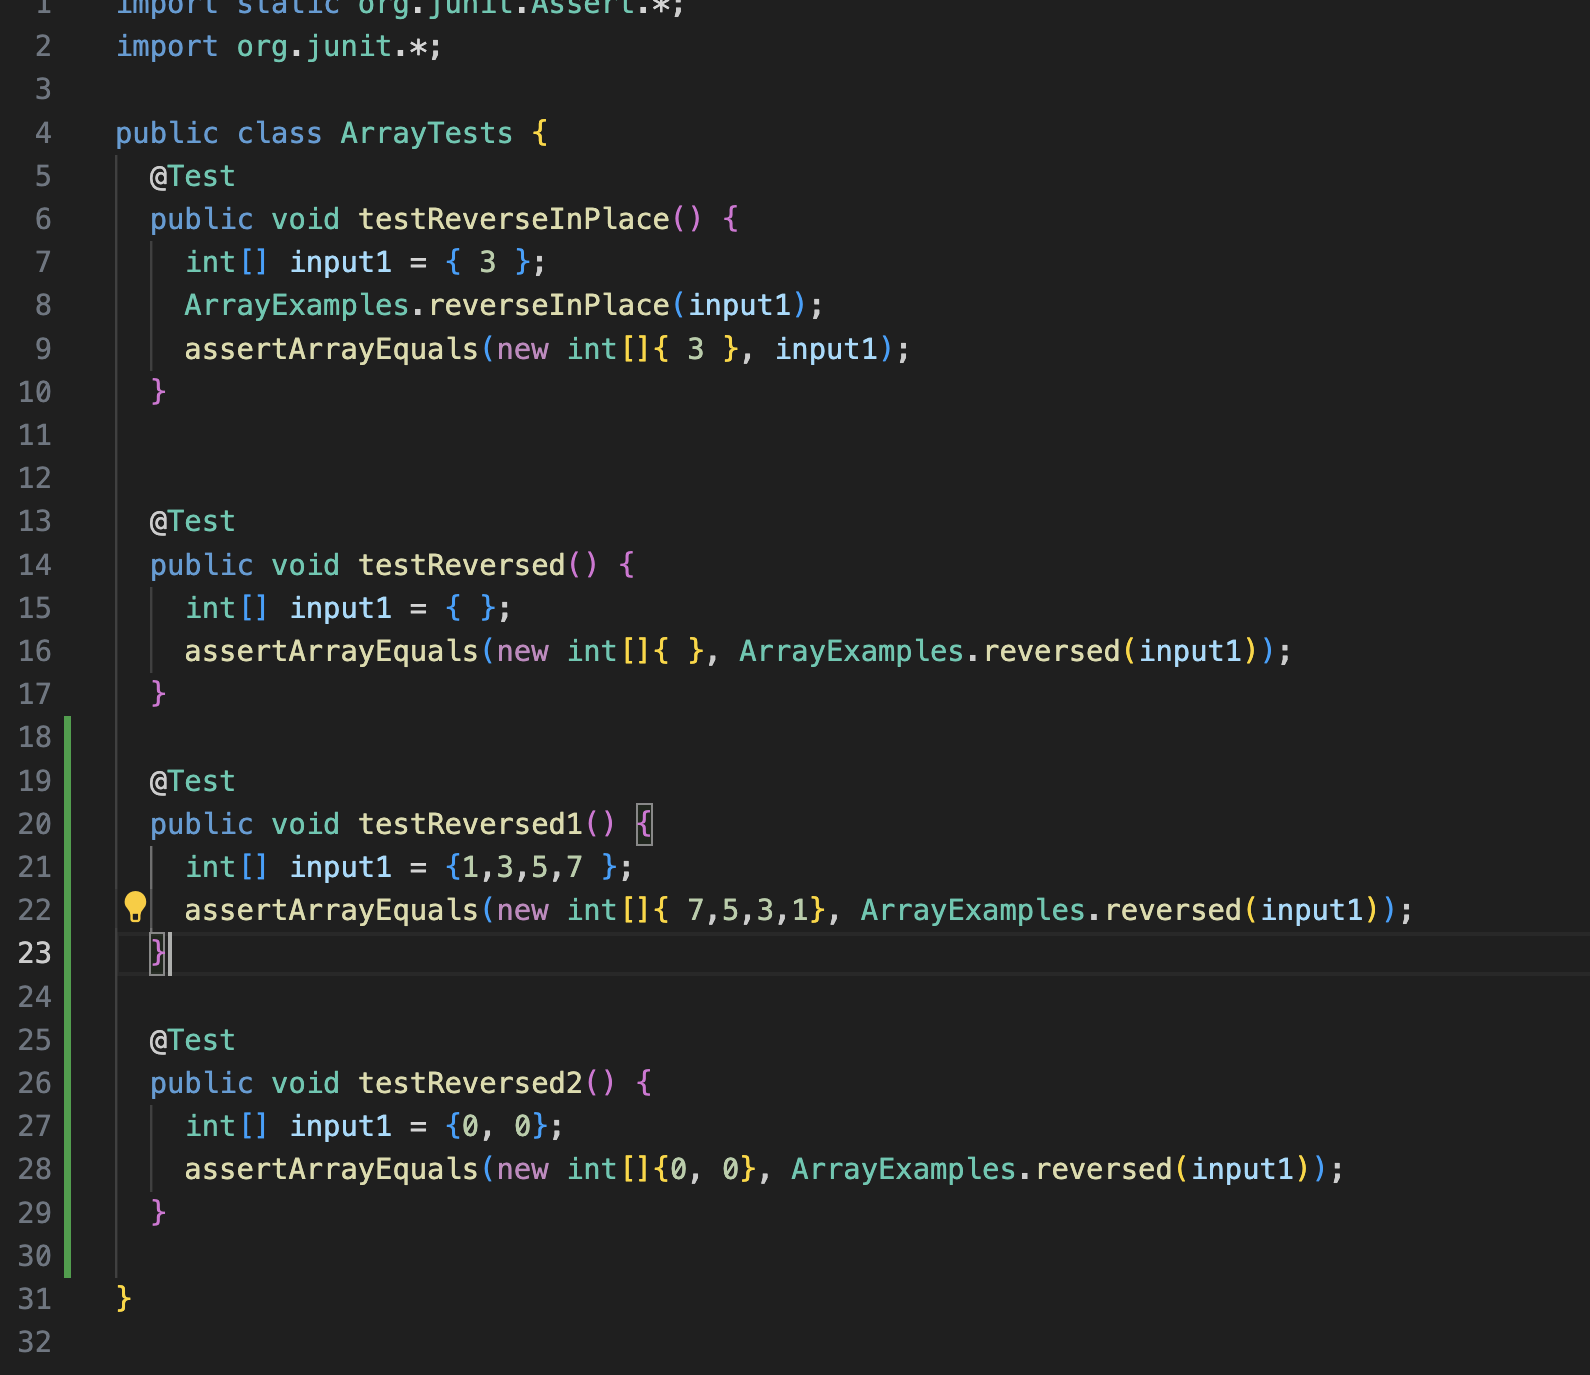 1 import static org.junit.Assert.*;
2 import org.junit.*;
3
4 public class ArrayTests {
5 @Test
6 public void testReverseInPlace() {
7 int[] input1 = { 3 };
8 ArrayExamples.reverseInPlace(input1);
9 assertArrayEquals(new int[]{ 3 }, input1);
10 }
11
12
13 @Test
14 public void testReversed() {
15 int[] input1 = { };
16 assertArrayEquals(new int[]{ }, ArrayExamples.reversed(input1));
17 }
18
19 @Test
20 public void testReversed1() {
21 int[] input1 = {1,3,5,7 };
22 assertArrayEquals(new int[]{ 7,5,3,1}, ArrayExamples.reversed(input1));
23 }
24
25 @Test
26 public void testReversed2() {
27 int[] input1 = {0, 0};
28 assertArrayEquals(new int[]{0, 0}, ArrayExamples.reversed(input1));
29 }
30
31 }
32